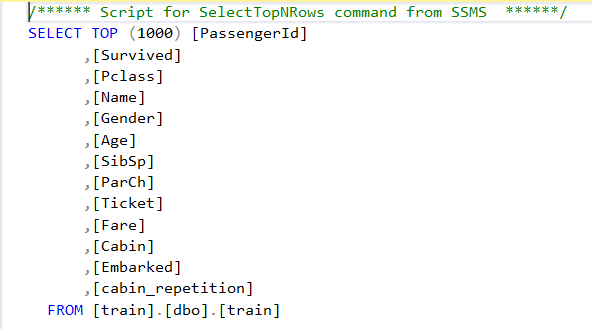 /****** Script for SelectTopNRows command from SSMS  ******/
SELECT TOP (1000) [PassengerId]
      ,[Survived]
      ,[Pclass]
      ,[Name]
      ,[Gender]
      ,[Age]
      ,[SibSp]
      ,[ParCh]
      ,[Ticket]
      ,[Fare]
      ,[Cabin]
      ,[Embarked]
      ,[cabin_repetition]
  FROM [train].[dbo].[train]